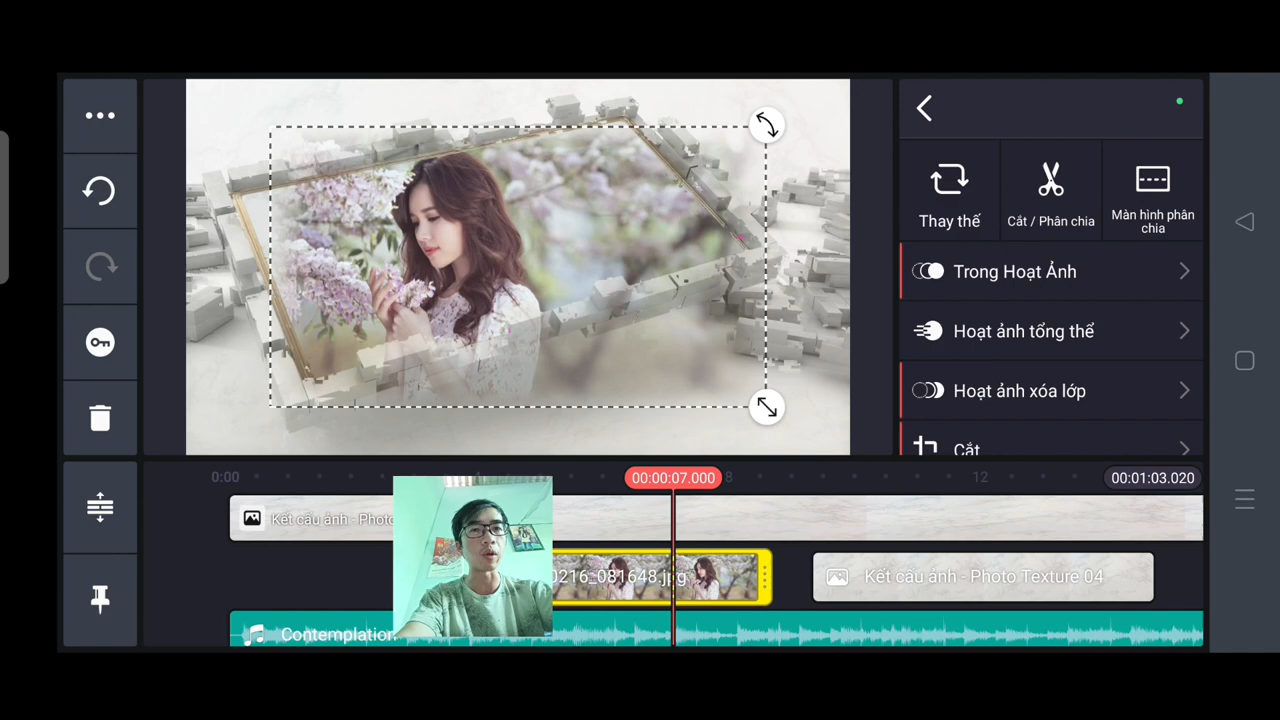 Thay thế
Cắt / Phân chia
Màn hình phân
chia
Trong Hoạt Ảnh
Hoạt ảnh tổng thể
Hoạt ảnh xóa lớp
Cắt
0:00
4
00:00:07.000
8
12
00:01:03.020
Kết cấu ảnh - Photo
0216_081648.jpg
Kết cấu ảnh - Photo Texture 04
Contemplation